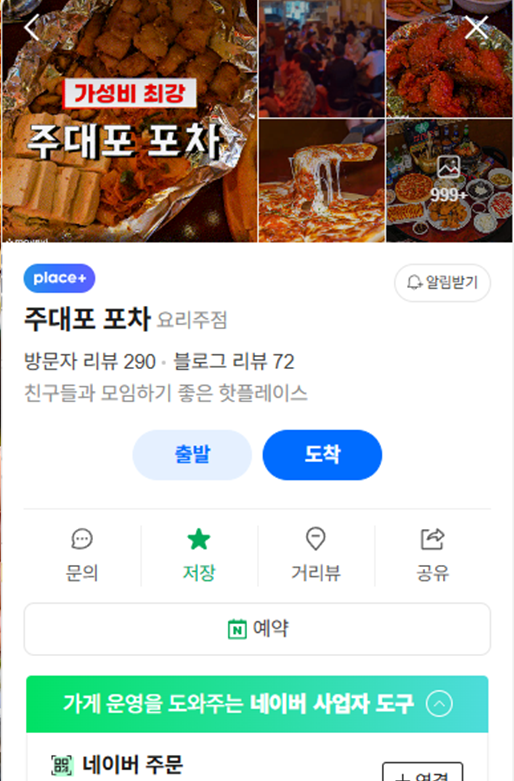 가성비 최강
주대포 포차
999+
place+
알림받기
주대포 포차 요리주점
방문자 리뷰 290 · 블로그 리뷰 72
친구들과 모임하기 좋은 핫플레이스
출발 도착
문의 저장 거리뷰 공유
N 예약
가게 운영을 도와주는 네이버 사업자 도구
네이버 주문
+ 연결